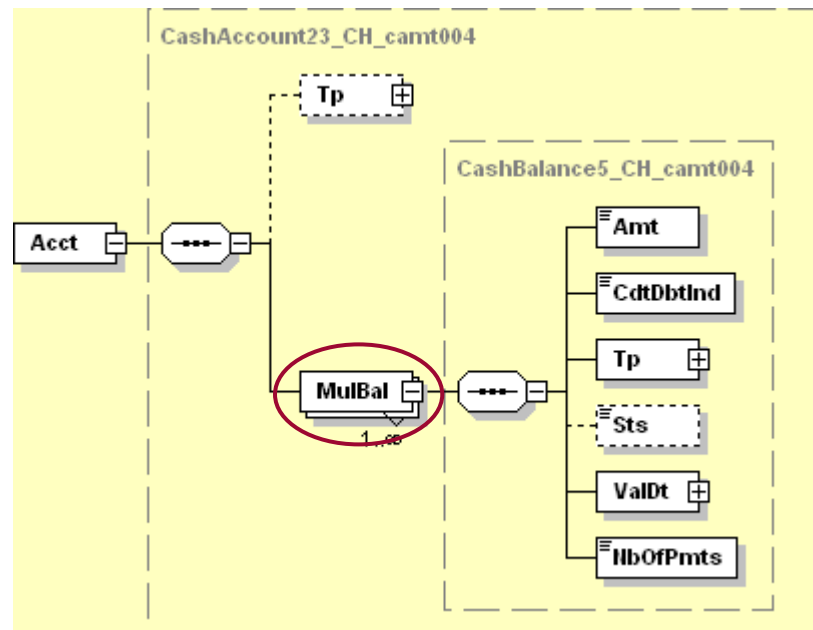 CashAccount23_CH_camt004
Tp
CashBalance5_CH_camt004
Acct
Amt
CdtDbtInd
Tp
MulBal
1..∞
Sts
ValDt
NbOfPmts